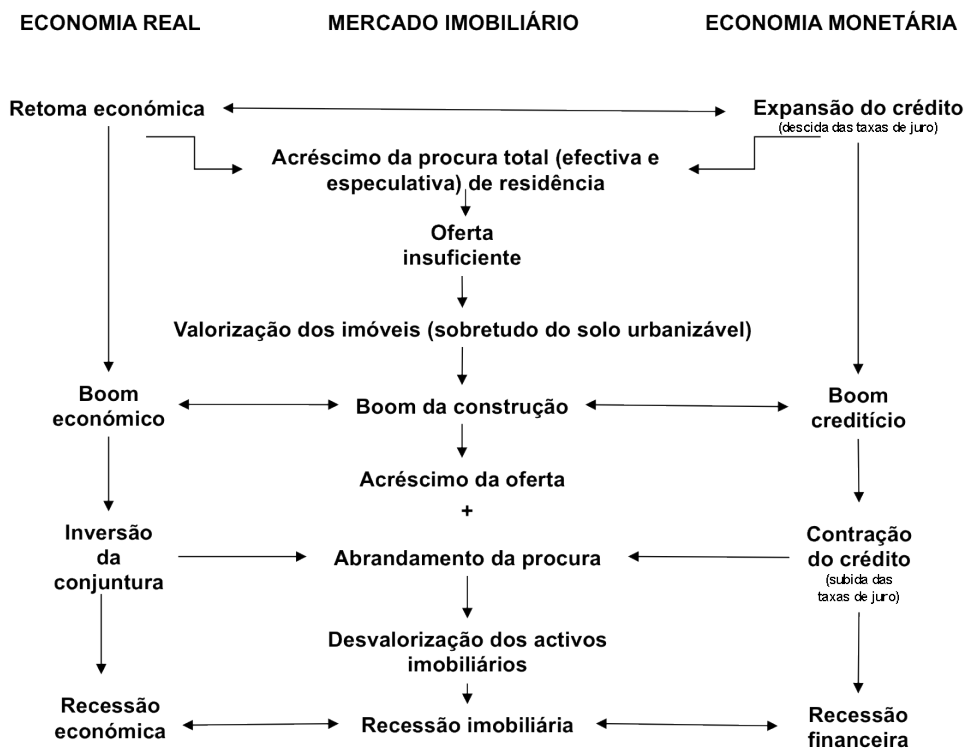 ECONOMIA REAL
MERCADO IMOBILIÁRIO
ECONOMIA MONETÁRIA
Retoma económica
Expansão do crédito
(descida das taxas de juro)
Acréscimo da procura total (efectiva e
especulativa) de residência
Oferta
insuficiente
Valorização dos imóveis (sobretudo do solo urbanizável)
Boom
económico
Boom da construção
Boom
creditício
Acréscimo da oferta
+
Inversão
da
conjuntura
Abrandamento da procura
Contração
do crédito
(subida das
taxas de juro)
Desvalorização dos activos
imobiliários
Recessão
económica
Recessão imobiliária
Recessão
financeira